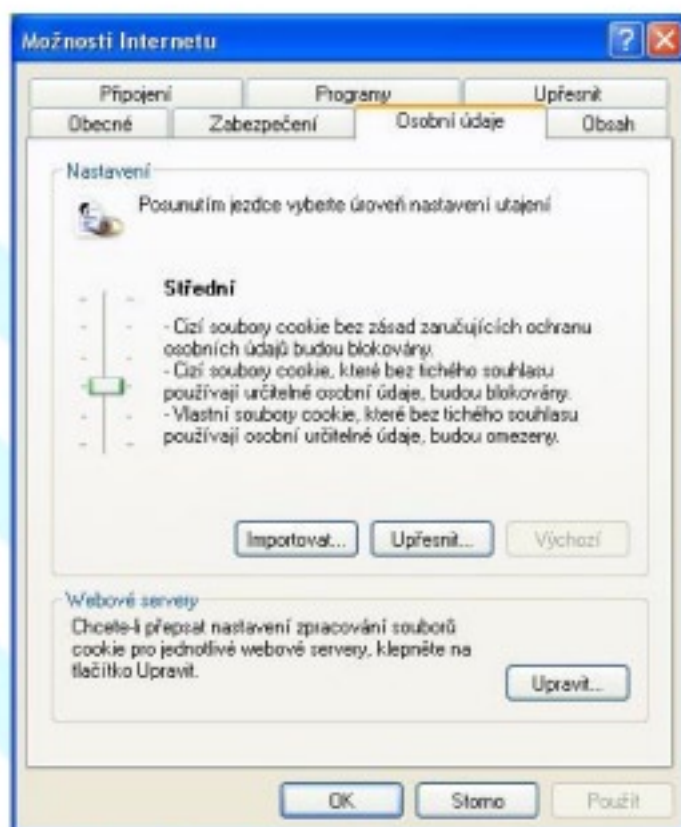 Možnosti Internetu
Připojení Programy Upřesnit
Obecné Zabezpečení Osobní údaje Obsah
Nastavení
Posunutím jezdce vyberte úroveň nastavení utajení
Střední
- Cizí soubory cookie bez zásad zaručujících ochranu
osobních údajů budou blokovány.
- Cizí soubory cookie, které bez tichého souhlasu
používají určitelné osobní údaje, budou blokovány.
- Vlastní soubory cookie, které bez tichého souhlasu
používají osobní určitelné údaje, budou omezeny.
Importovat... Upřesnit... Výchozí
Webové servery
Chcete-li přepsat nastavení zpracování souborů
cookie pro jednotlivé webové servery, klepněte na
tlačítko Upravit.
Upravit...
OK Storno Použít